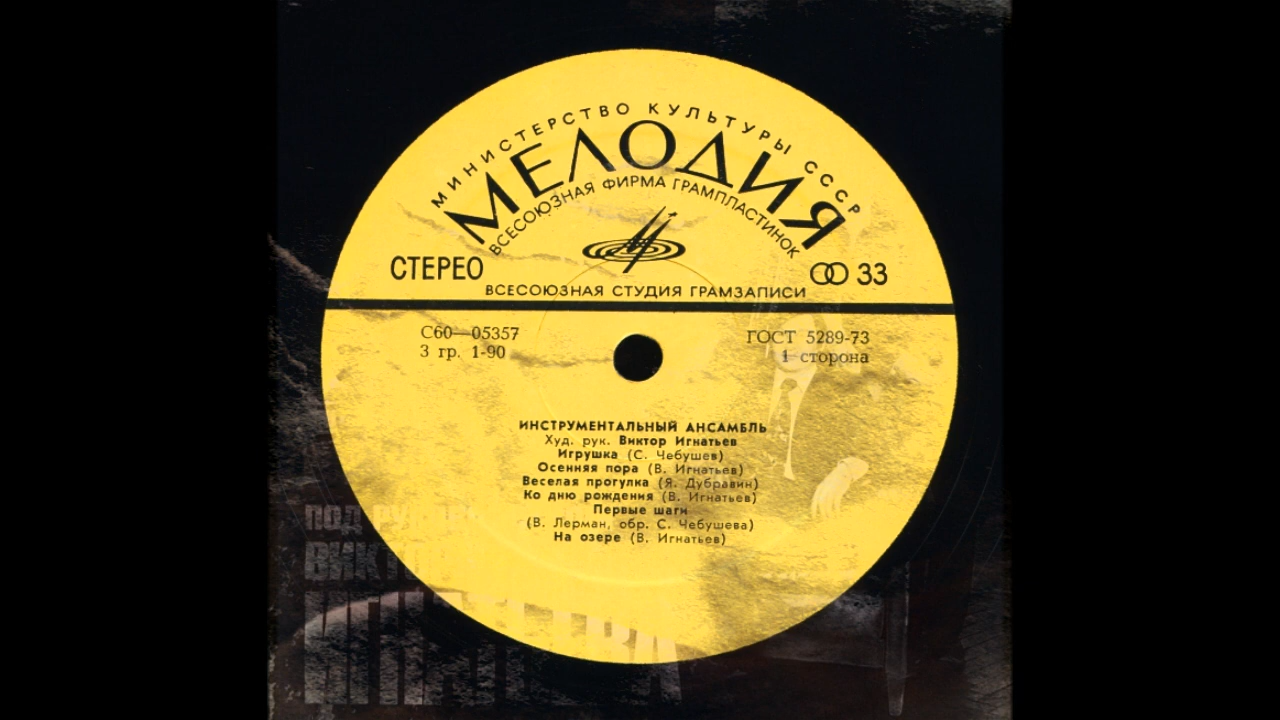 МИНИСТЕРСТВО КУЛЬТУРЫ СССР
МЕЛОДИЯ
ВСЕСОЮЗНАЯ ФИРМА ГРАМПЛАСТИНОК
СТЕРЕО
33
ВСЕСОЮЗНАЯ СТУДИЯ ГРАМЗАПИСИ
С60—05357
ГОСТ 5289-73
3 гр. 1-90
1 сторона
ИНСТРУМЕНТАЛЬНЫЙ АНСАМБЛЬ
Худ. рук. Виктор Игнатьев
Игрушка (С. Чебушев)
Осенняя пора (В. Игнатьев)
Веселая прогулка (Я. Дубравин)
Ко дню рождения (В. Игнатьев)
Первые шаги
(В. Лерман, обр. С. Чебушева)
На озере (В. Игнатьев)